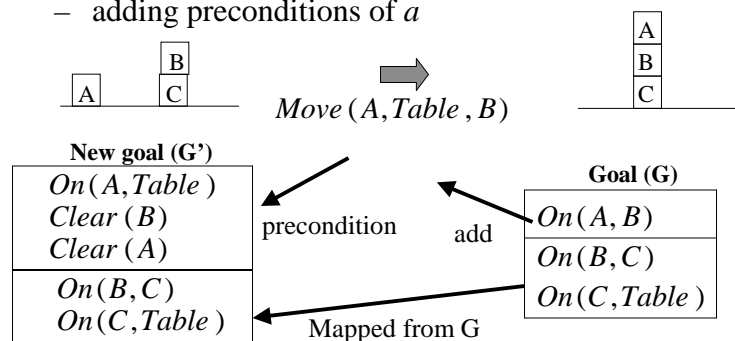 – adding preconditions of a
A
B
C
A
B
C
Move (A,Table , B)
New goal (G’)
On(A,Table )
Clear (B)
Clear (A)
On(B,C)
On(C,Table )
precondition
add
Mapped from G
Goal (G)
On(A, B)
On(B,C)
On(C,Table )